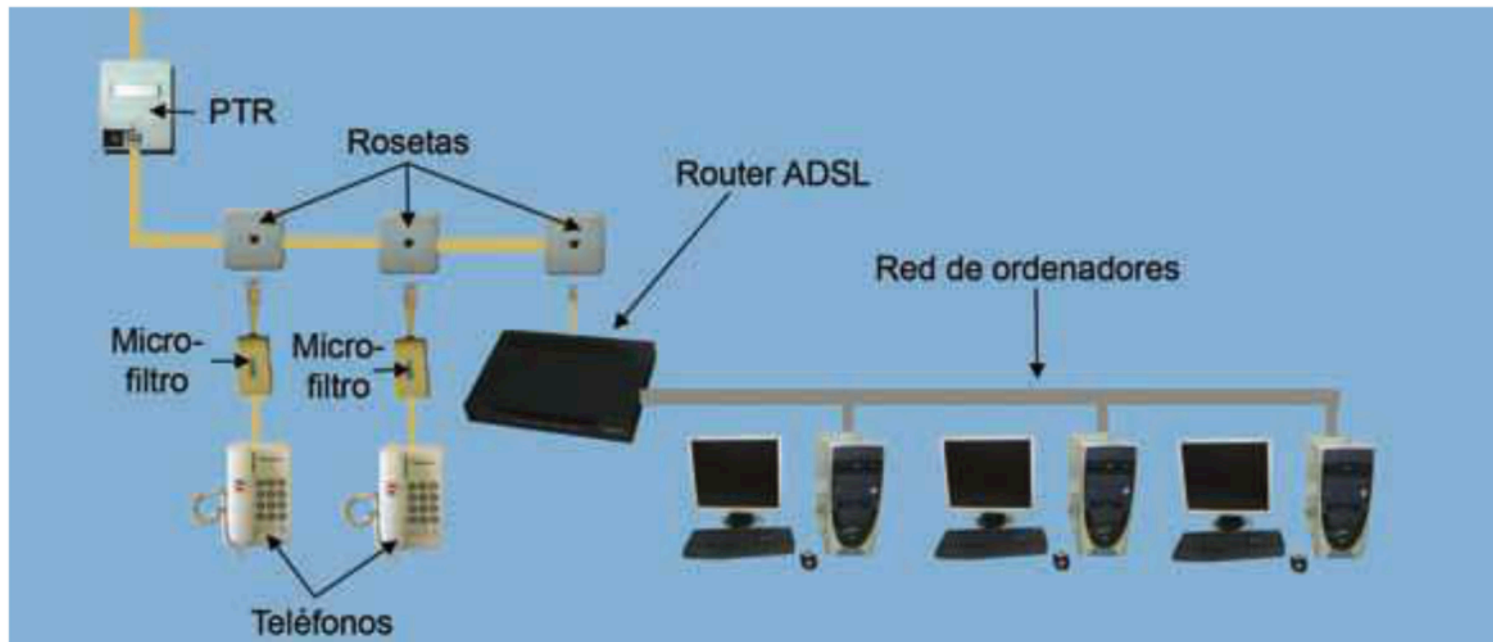 PTR
Rosetas
Router ADSL
Red de ordenadores
Micro-
filtro
Micro-
filtro
Teléfonos